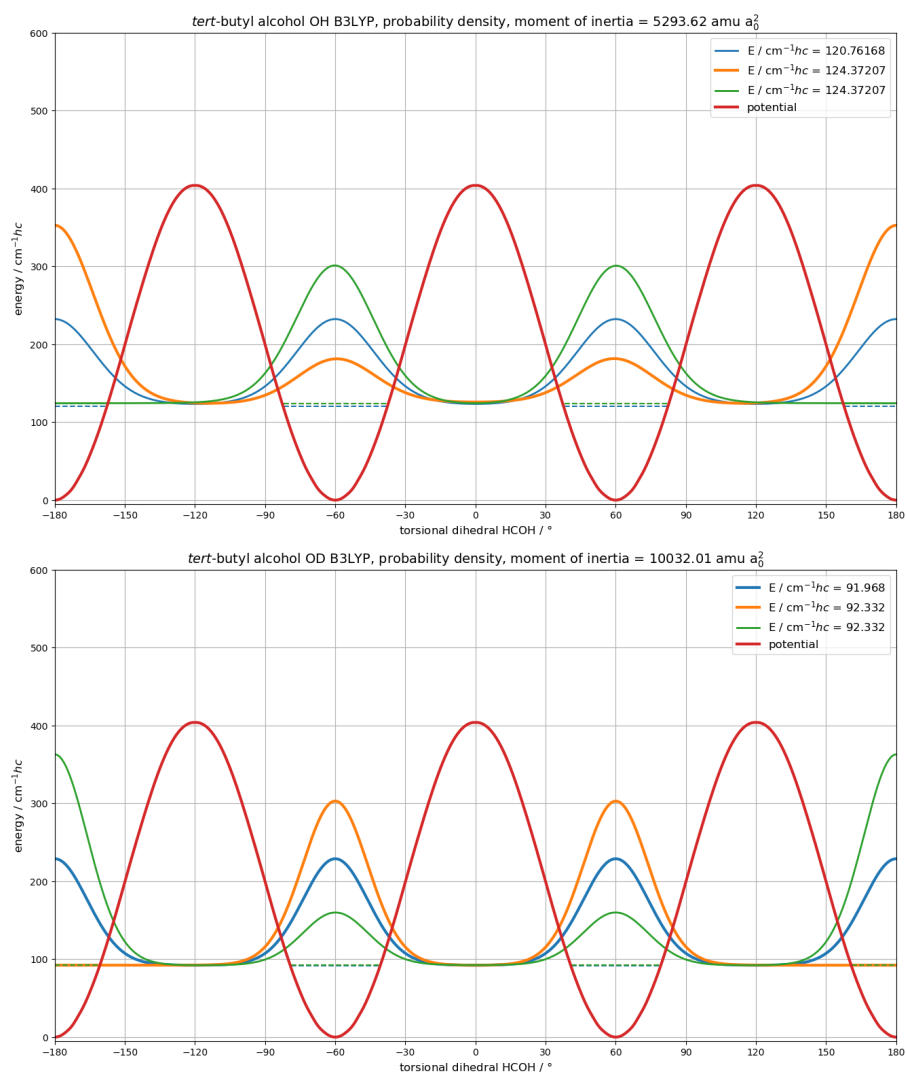 tert-butyl alcohol OH B3LYP, probability density, moment of inertia = 5293.62 amu a₀²
600
500
400
300
200
100
0
energy / cm⁻¹hc
E / cm⁻¹hc = 120.76168
E / cm⁻¹hc = 124.37207
E / cm⁻¹hc = 124.37207
potential
−180 −150 −120 −90 −60 −30 0 30 60 90 120 150 180
torsional dihedral HCOH / °
tert-butyl alcohol OD B3LYP, probability density, moment of inertia = 10032.01 amu a₀²
600
500
400
300
200
100
0
energy / cm⁻¹hc
E / cm⁻¹hc = 91.968
E / cm⁻¹hc = 92.332
E / cm⁻¹hc = 92.332
potential
−180 −150 −120 −90 −60 −30 0 30 60 90 120 150 180
torsional dihedral HCOH / °